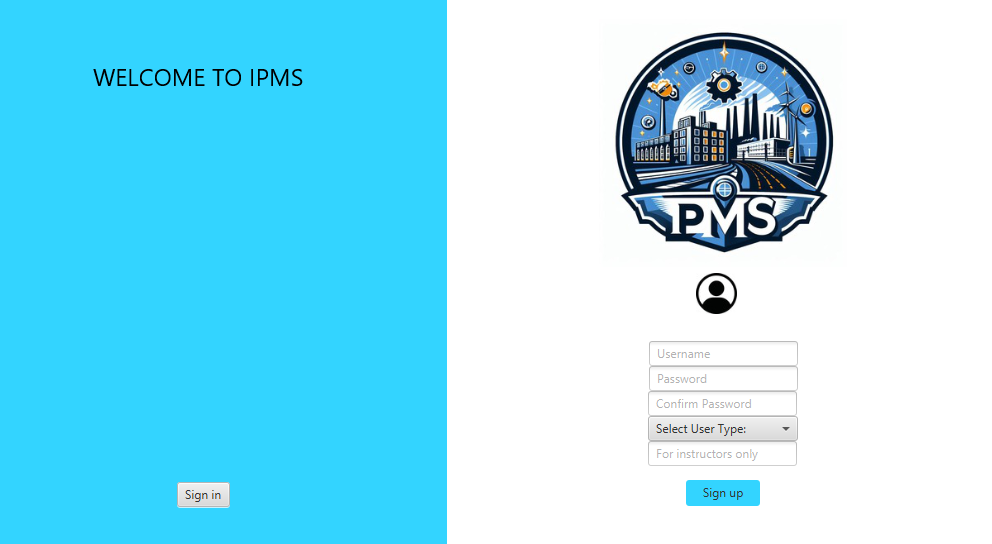 WELCOME TO IPMS
Sign in
PMS
Username
Password
Confirm Password
Select User Type:
For instructors only
Sign up